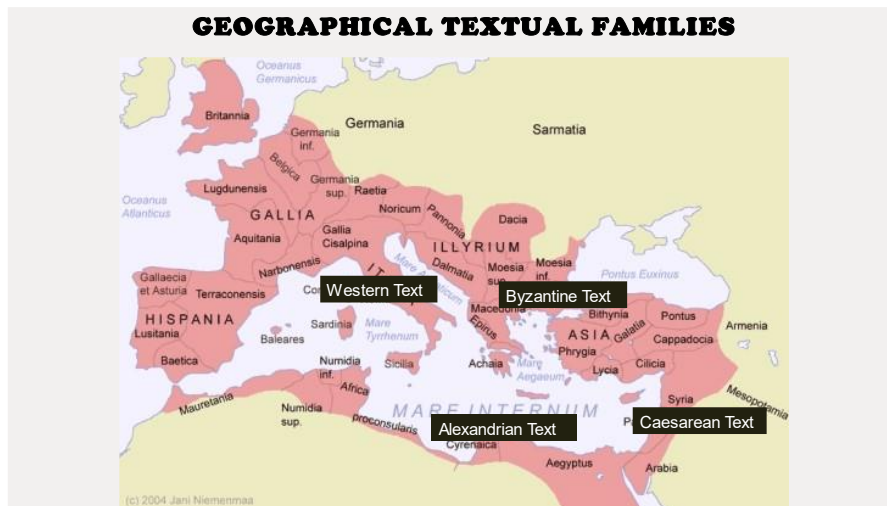 GEOGRAPHICAL TEXTUAL FAMILIES
Oceanus
Germanicus
Britannia
Germania
Germania
inf.
Sarmatia
Belgica
Germania
sup.
Lugdunensis
Raetia
Oceanus
Atlanticus
GALLIA
Noricum
Pannonia
Dacia
Gallia
Cisalpina
Aquitania
ILLYRIUM
Narbonensis
Dalmatia
Moesia
Moesia
inf.
Pontus Euxinus
Gallaecia
et Asturia
Terraconensis
Western Text
Byzantine Text
HISPANIA
Lusitania
Sardinia
Mare
Tyrrhenum
Macedonia
Epirus
Bithynia
Pontus
Galatia
Armenia
ASIA
Cappadocia
Baleares
Phrygia
Baetica
Numidia
inf.
Sicilia
Achaia
Mare
Aegaeum
Lycia
Cilicia
Africa
Mauretania
Numidia
sup.
MARE INTERNUM
Syria
Mesopotamia
proconsularis
Alexandrian Text
Caesarean Text
Cyrenaica
Aegyptus
Arabia
(c) 2004 Jani Niemenmaa